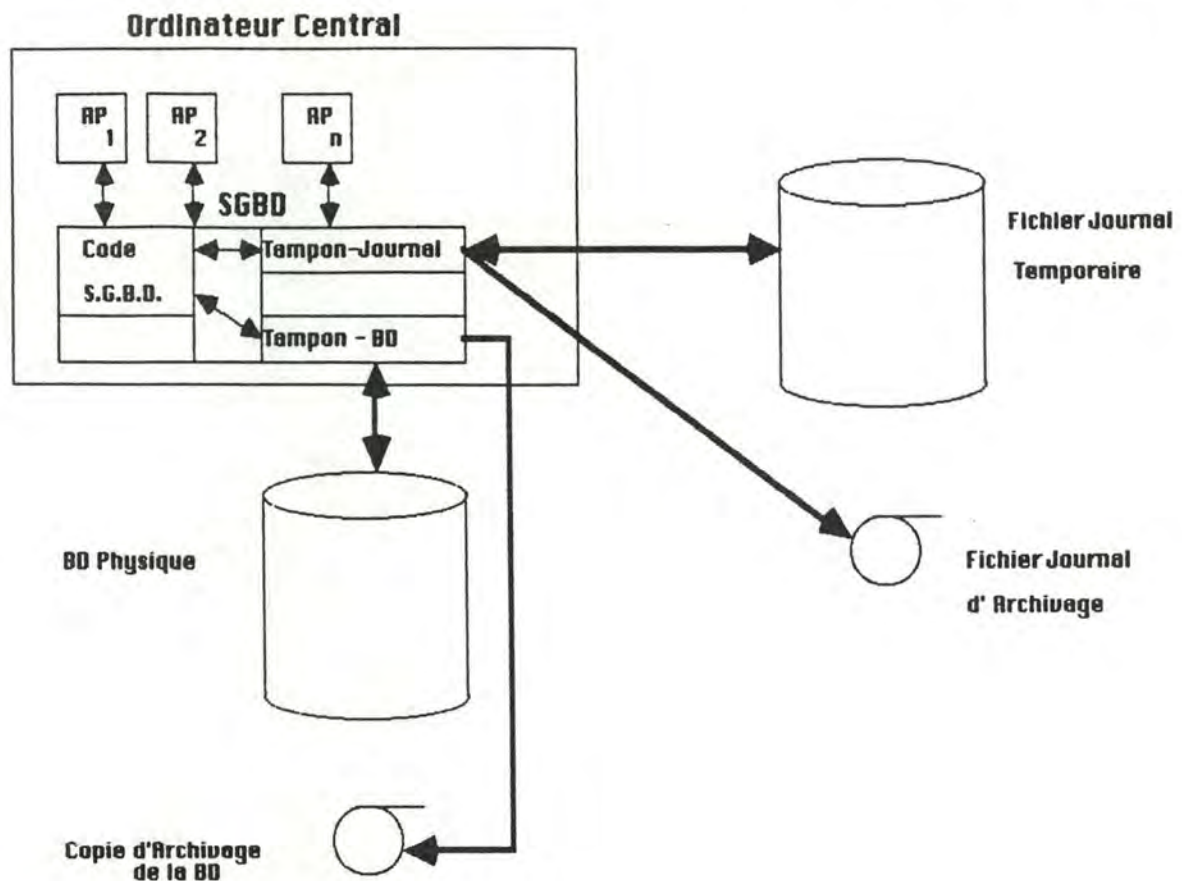 Ordinateur Central
AP
1
AP
2
AP
n
SGBD
Code
S.G.B.D.
Tampon-Journal
Tampon - BD
Fichier Journal
Temporaire
BD Physique
Fichier Journal
d' Archivage
Copie d'Archivage
de la BD